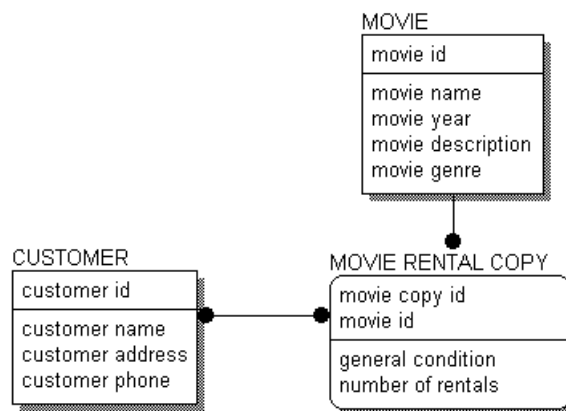 MOVIE
movie id
movie name
movie year
movie description
movie genre
CUSTOMER
customer id
customer name
customer address
customer phone
MOVIE RENTAL COPY
movie copy id
movie id
general condition
number of rentals